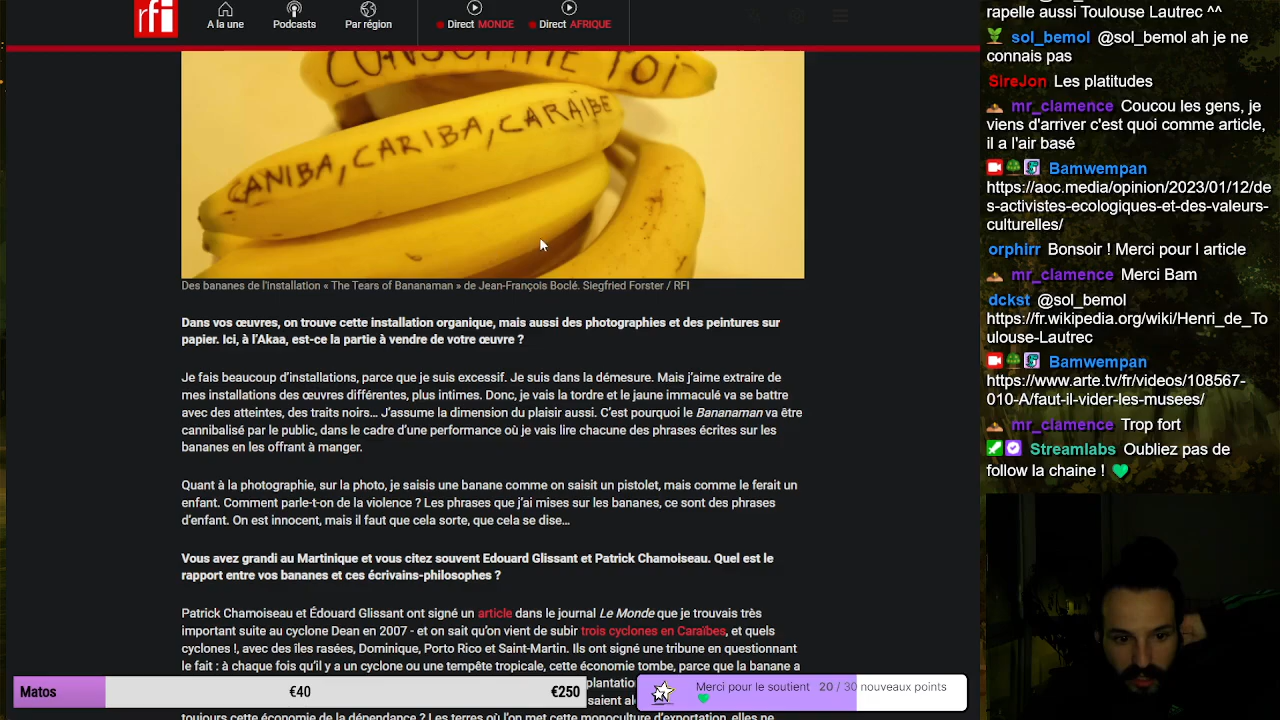 rfi
A la une
Podcasts
Par région
Direct MONDE
Direct AFRIQUE
CONSOMME TOI
CANIBA, CARIBA, CARAÏBE
Des bananes de l'installation « The Tears of Bananaman » de Jean-François Boclé. Siegfried Forster / RFI
Dans vos œuvres, on trouve cette installation organique, mais aussi des photographies et des peintures sur
papier. Ici, à l'Akaa, est-ce la partie à vendre de votre œuvre ?
Je fais beaucoup d'installations, parce que je suis excessif. Je suis dans la démesure. Mais j'aime extraire de
mes installations des œuvres différentes, plus intimes. Donc, je vais la tordre et le jaune immaculé va se battre
avec des atteintes, des traits noirs… J'assume la dimension du plaisir aussi. C'est pourquoi le Bananaman va être
cannibalisé par le public, dans le cadre d'une performance où je vais lire chacune des phrases écrites sur les
bananes en les offrant à manger.
Quant à la photographie, sur la photo, je saisis une banane comme on saisit un pistolet, mais comme le ferait un
enfant. Comment parle-t-on de la violence ? Les phrases que j'ai mises sur les bananes, ce sont des phrases
d'enfant. On est innocent, mais il faut que cela sorte, que cela se dise…
Vous avez grandi au Martinique et vous citez souvent Edouard Glissant et Patrick Chamoiseau. Quel est le
rapport entre vos bananes et ces écrivains-philosophes ?
Patrick Chamoiseau et Édouard Glissant ont signé un article dans le journal Le Monde que je trouvais très
important suite au cyclone Dean en 2007 - et on sait qu'on vient de subir trois cyclones en Caraïbes, et quels
cyclones !, avec des îles rasées, Dominique, Porto Rico et Saint-Martin. Ils ont signé une tribune en questionnant
le fait : à chaque fois qu'il y a un cyclone ou une tempête tropicale, cette économie tombe, parce que la banane a
toujours cette économie de la dépendance ? Les terres où l'on met cette monoculture d'exportation, elles ne
Matos
€40
€250
Merci pour le soutient 20 / 30 nouveaux points
rapelle aussi Toulouse Lautrec ^^
sol_bemol @sol_bemol ah je ne
connais pas
SireJon Les platitudes
mr_clamence Coucou les gens, je
viens d'arriver c'est quoi comme article,
il a l'air basé
Bamwempan
https://aoc.media/opinion/2023/01/12/de
s-activistes-ecologiques-et-des-valeurs-
culturelles/
orphirr Bonsoir ! Merci pour l article
mr_clamence Merci Bam
dckst @sol_bemol
https://fr.wikipedia.org/wiki/Henri_de_To
ulouse-Lautrec
Bamwempan
https://www.arte.tv/fr/videos/108567-
010-A/faut-il-vider-les-musees/
mr_clamence Trop fort
Streamlabs Oubliez pas de
follow la chaine !